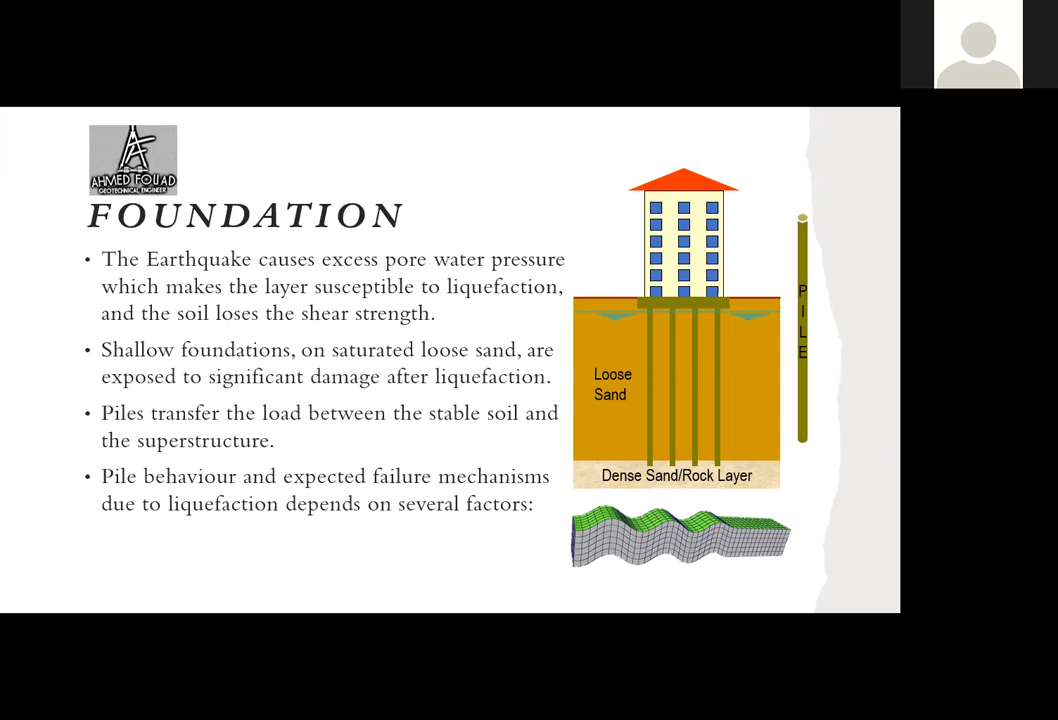 AHMED FOUAD
GEOTECHNICAL ENGINEER
FOUNDATION
• The Earthquake causes excess pore water pressure
which makes the layer susceptible to liquefaction,
and the soil loses the shear strength.
• Shallow foundations, on saturated loose sand, are
exposed to significant damage after liquefaction.
• Piles transfer the load between the stable soil and
the superstructure.
• Pile behaviour and expected failure mechanisms
due to liquefaction depends on several factors:
Loose
Sand
Dense Sand/Rock Layer
P
I
L
E